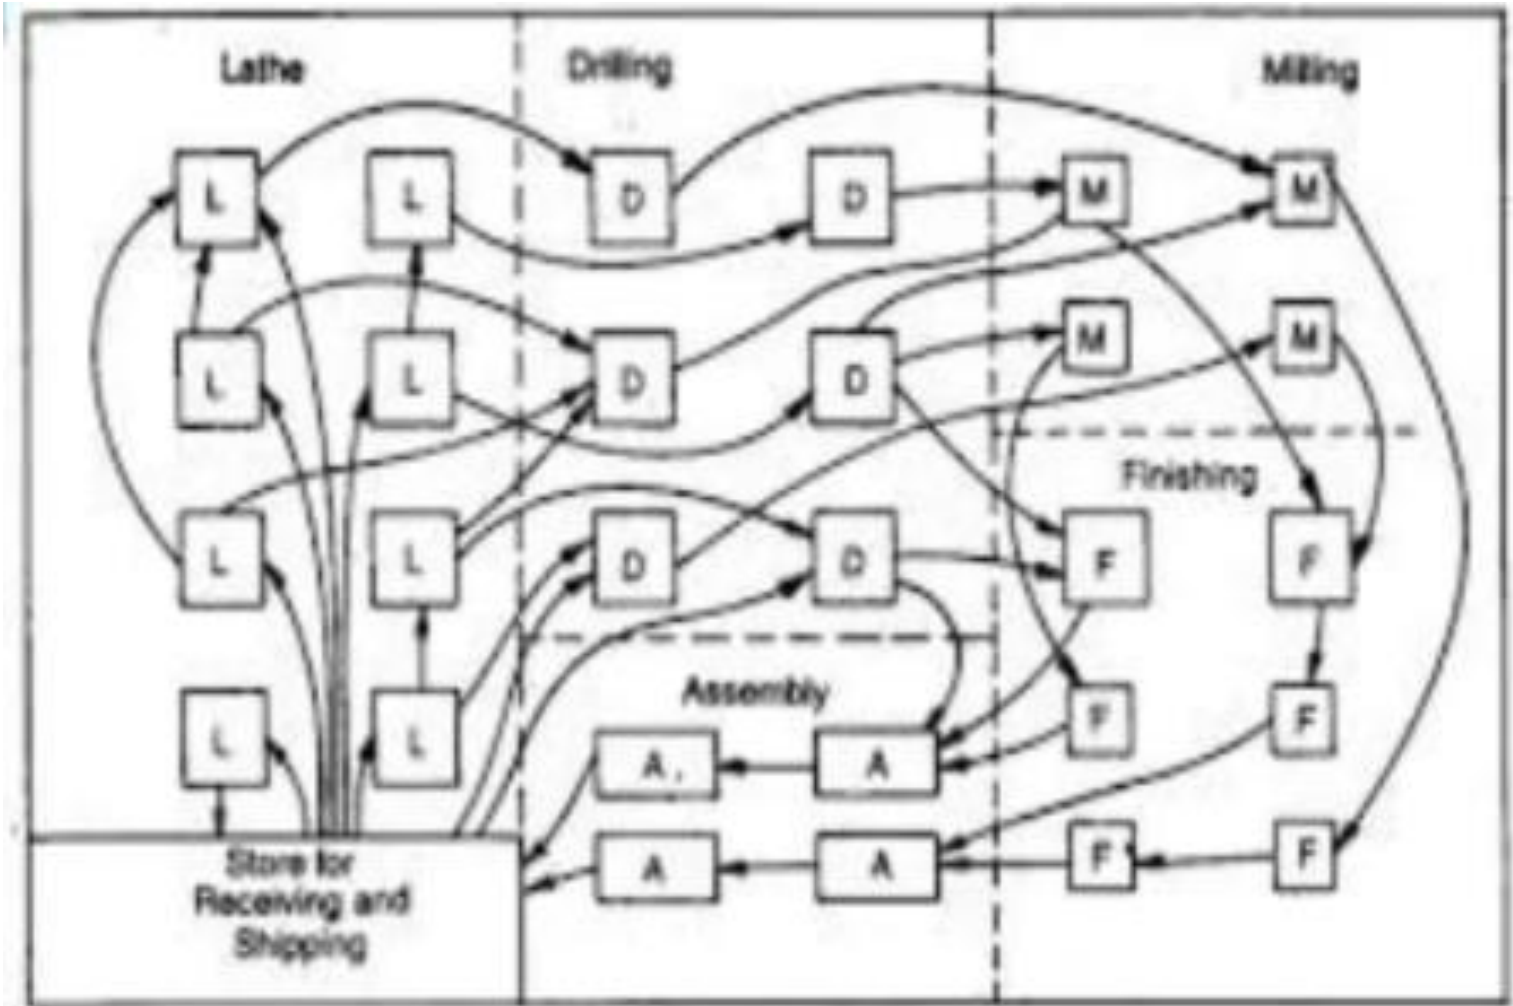 Lathe Drilling Milling
L L D D M M
L L D D M M
Finishing
L L D D F F
Assembly
L L A. A F F
A A F F
Store for
Receiving and
Shipping